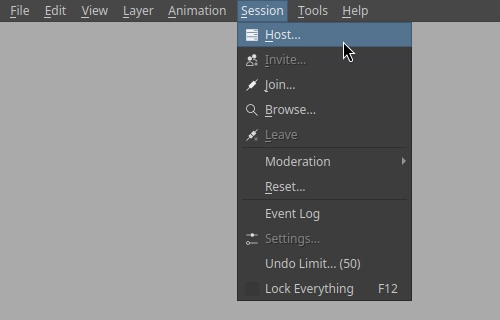 File Edit View Layer Animation Session Tools Help
Host...
Invite...
Join...
Browse...
Leave
Moderation
Reset...
Event Log
Settings...
Undo Limit... (50)
Lock Everything F12